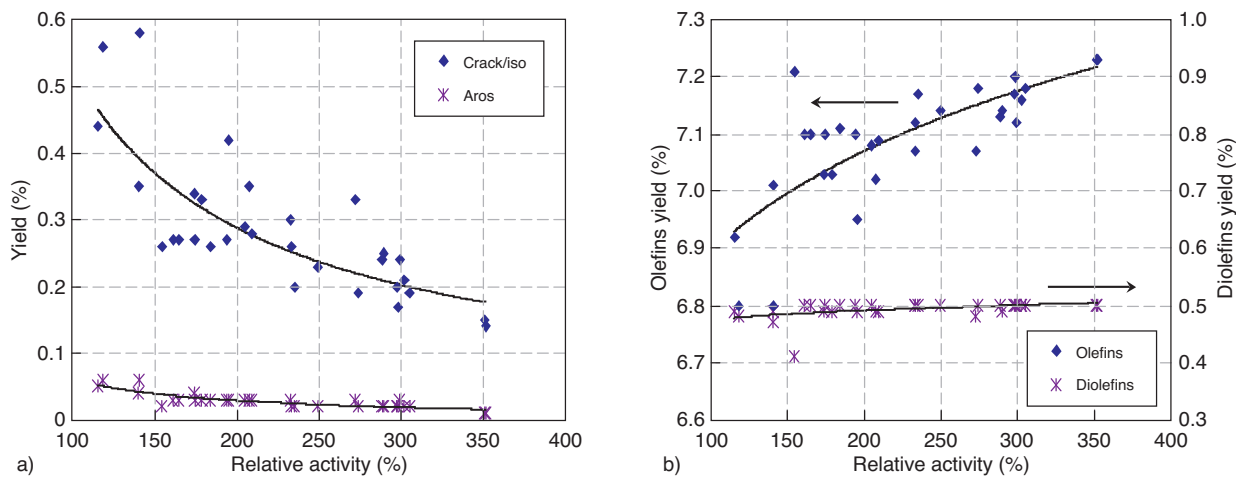 0.6
0.5
0.4
0.3
0.2
0.1
0
Yield (%)
Crack/iso
Aros
100 150 200 250 300 350 400
Relative activity (%)
a)
7.3
7.2
7.1
7.0
6.9
6.8
6.7
6.6
Olefins yield (%)
1.0
0.9
0.8
0.7
0.6
0.5
0.4
0.3
Diolefins yield (%)
Olefins
Diolefins
100 150 200 250 300 350 400
Relative activity (%)
b)